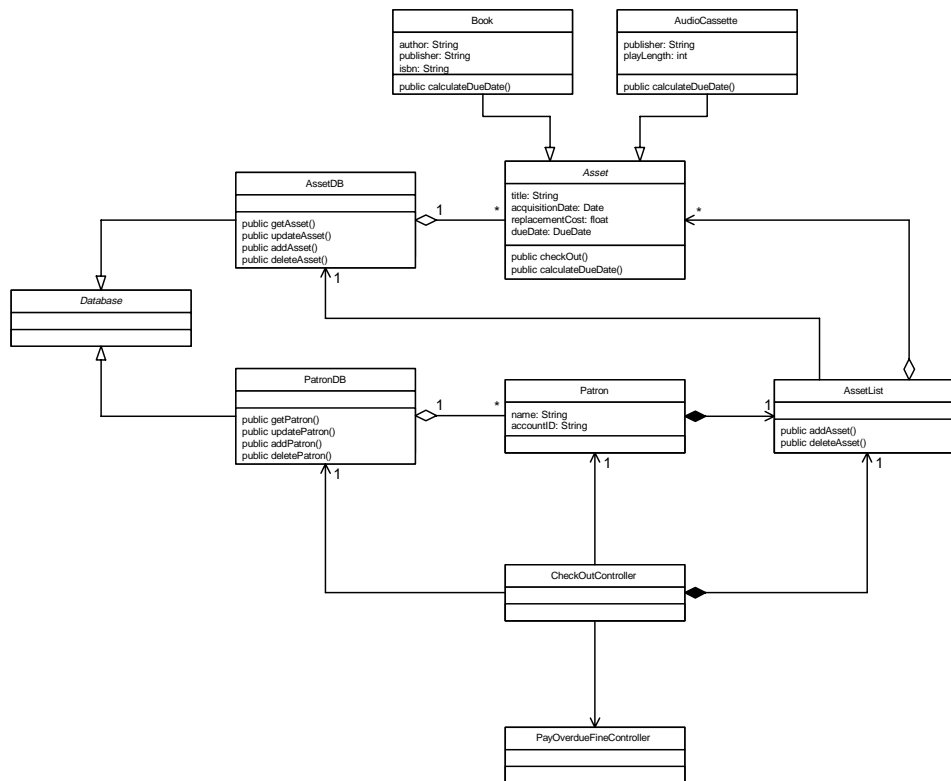 Book
author: String
publisher: String
isbn: String
public calculateDueDate()
AudioCassette
publisher: String
playLength: int
public calculateDueDate()
Asset
title: String
acquisitionDate: Date
replacementCost: float
dueDate: DueDate
public checkOut()
public calculateDueDate()
AssetDB
public getAsset()
public updateAsset()
public addAsset()
public deleteAsset()
1
*
*
1
Database
PatronDB
public getPatron()
public updatePatron()
public addPatron()
public deletePatron()
1
*
1
Patron
name: String
accountID: String
1
1
AssetList
public addAsset()
public deleteAsset()
1
CheckOutController
PayOverdueFineController